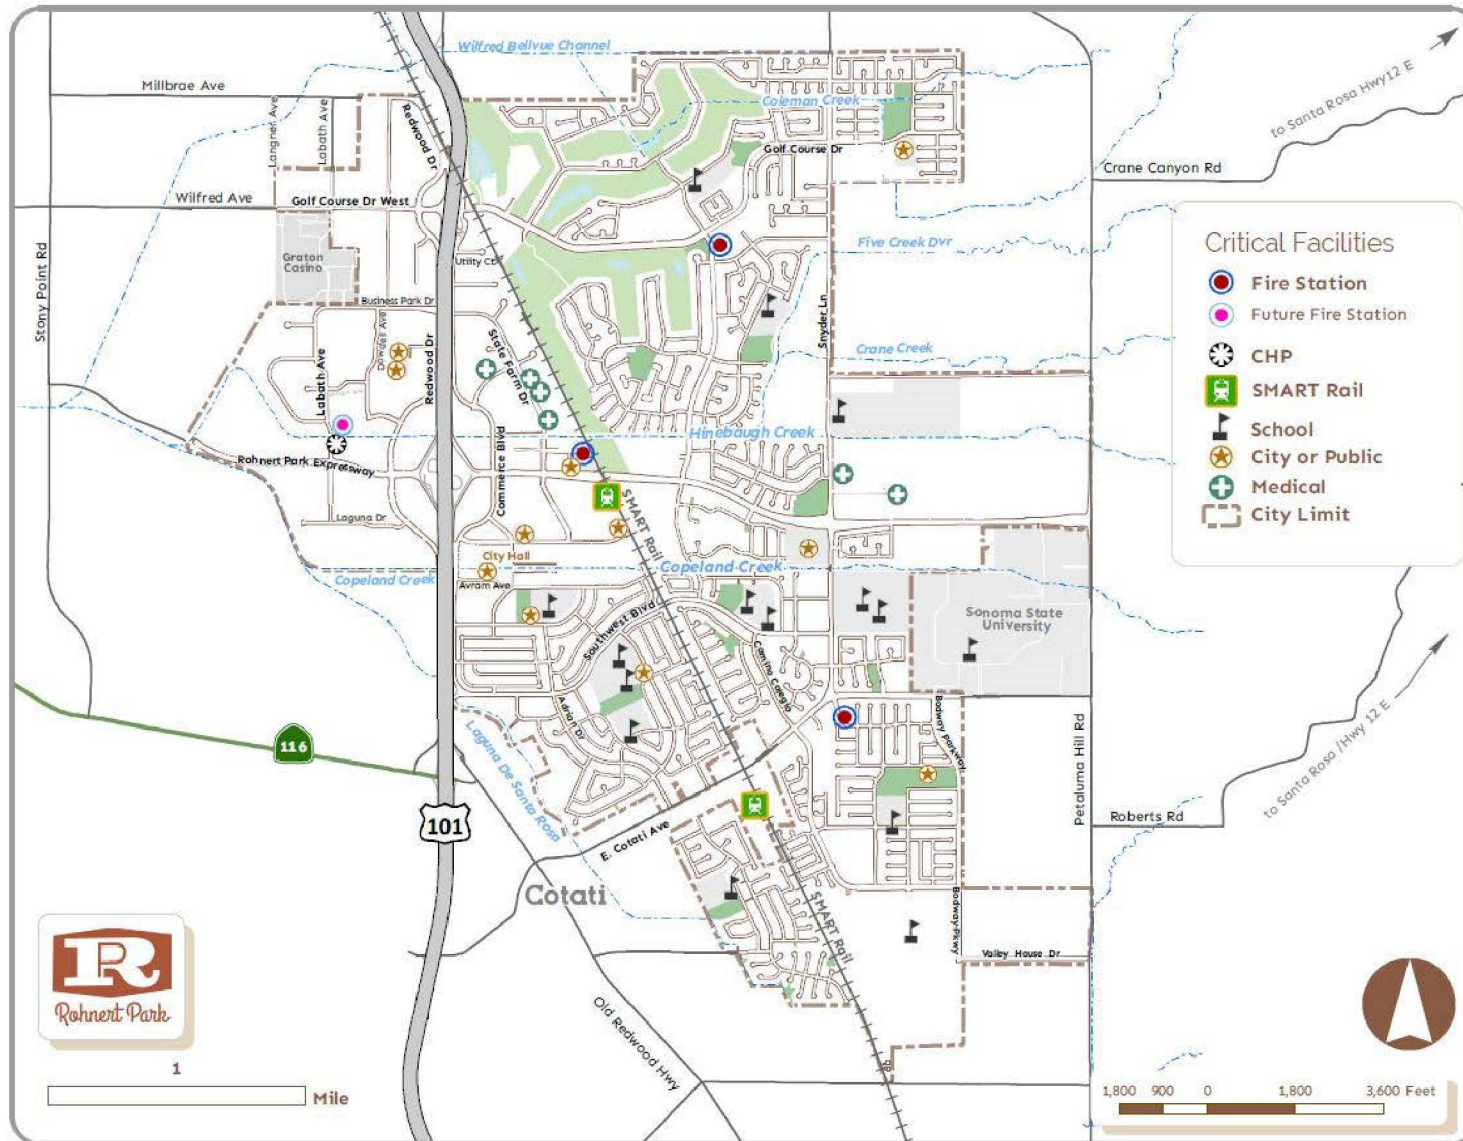 Wilfred Bellvue Channel
to Santa Rosa Hwy12 E
Millbrae Ave
Langner Ave
Labath Ave
Redwood Dr
Coleman Creek
Golf Course Dr
Crane Canyon Rd
Wilfred Ave
Golf Course Dr West
Stony Point Rd
Graton
Casino
Utility Ct
Five Creek Dvr
Business Park Dr
Dowdell Ave
Redwood Dr
Labath Ave
State Farm Dr
Snyder Ln
Crane Creek
Hinebaugh Creek
Commerce Blvd
Rohnert Park Expressway
Laguna Dr
SMART Rail
City Hall
Copeland Creek
Avram Ave
Copeland Creek
Southwest Blvd
Sonoma State
University
Camino Colegio
Adrian Dr
Bodway Parkway
Petaluma Hill Rd
Laguna De Santa Rosa
116
101
to Santa Rosa /Hwy 12 E
Roberts Rd
E. Cotati Ave
Cotati
SMART Rail
Bodway Pkwy
Valley House Dr
Old Redwood Hwy
Critical Facilities
Fire Station
Future Fire Station
CHP
SMART Rail
School
City or Public
Medical
City Limit
R
Rohnert Park
1
Mile
1,800 900 0 1,800 3,600 Feet